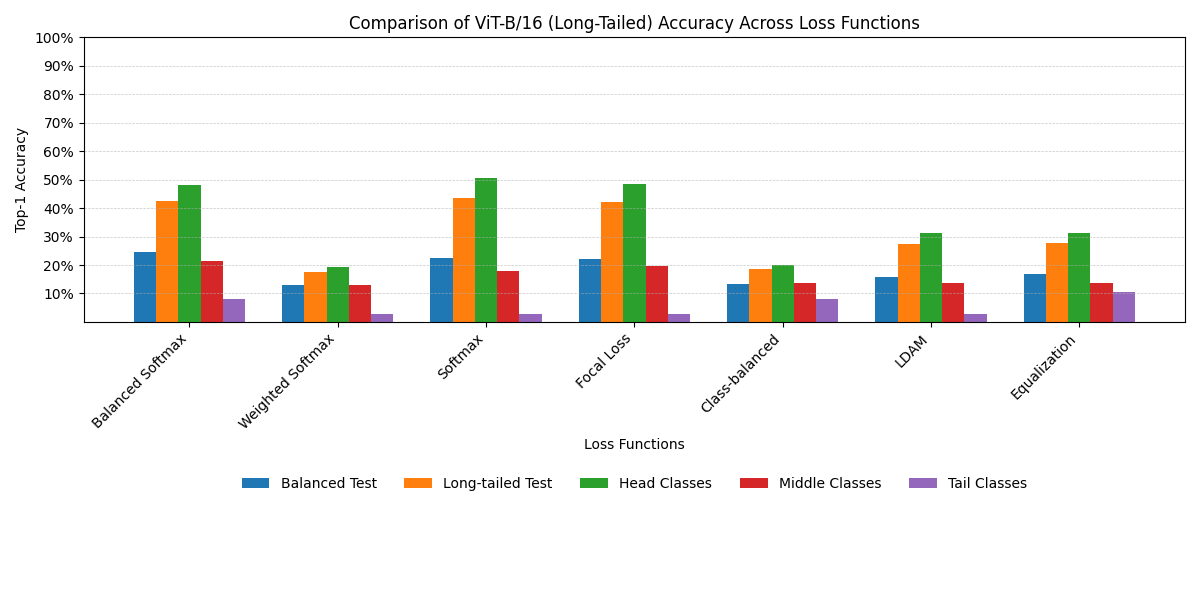 Comparison of ViT-B/16 (Long-Tailed) Accuracy Across Loss Functions
100%
90%
80%
70%
60%
50%
40%
30%
20%
10%
Top-1 Accuracy
Balanced Softmax
Weighted Softmax
Softmax
Focal Loss
Class-balanced
LDAM
Equalization
Loss Functions
Balanced Test
Long-tailed Test
Head Classes
Middle Classes
Tail Classes